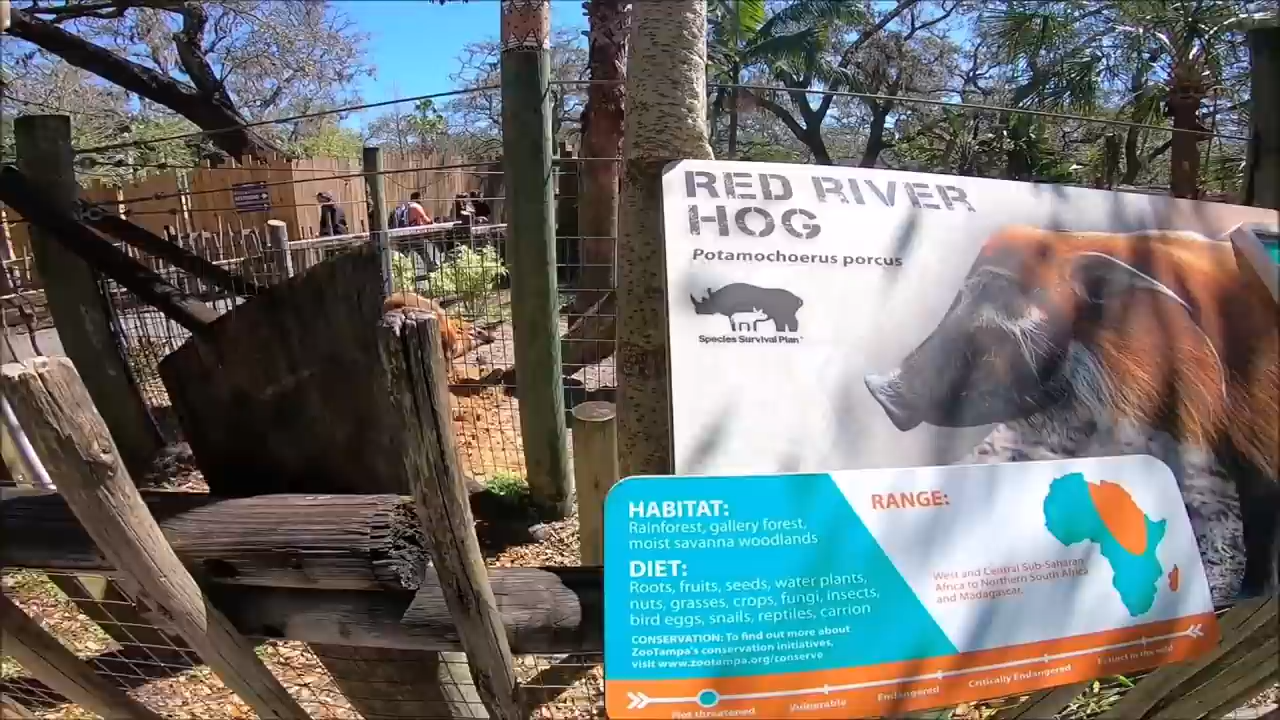 RED RIVER
HOG
Potamochoerus porcus
Species Survival Plan
HABITAT:
Rainforest, gallery forest,
moist savanna woodlands
DIET:
Roots, fruits, seeds, water plants,
nuts, grasses, crops, fungi, insects,
bird eggs, snails, reptiles, carrion
CONSERVATION: To find out more about
ZooTampa's conservation initiatives,
visit www.zootampa.org/conserve
RANGE:
West and Central Sub-Saharan
Africa to Northern South Africa
and Madagascar.
Not threatened
Vulnerable
Endangered
Critically Endangered
Extinct in the wild